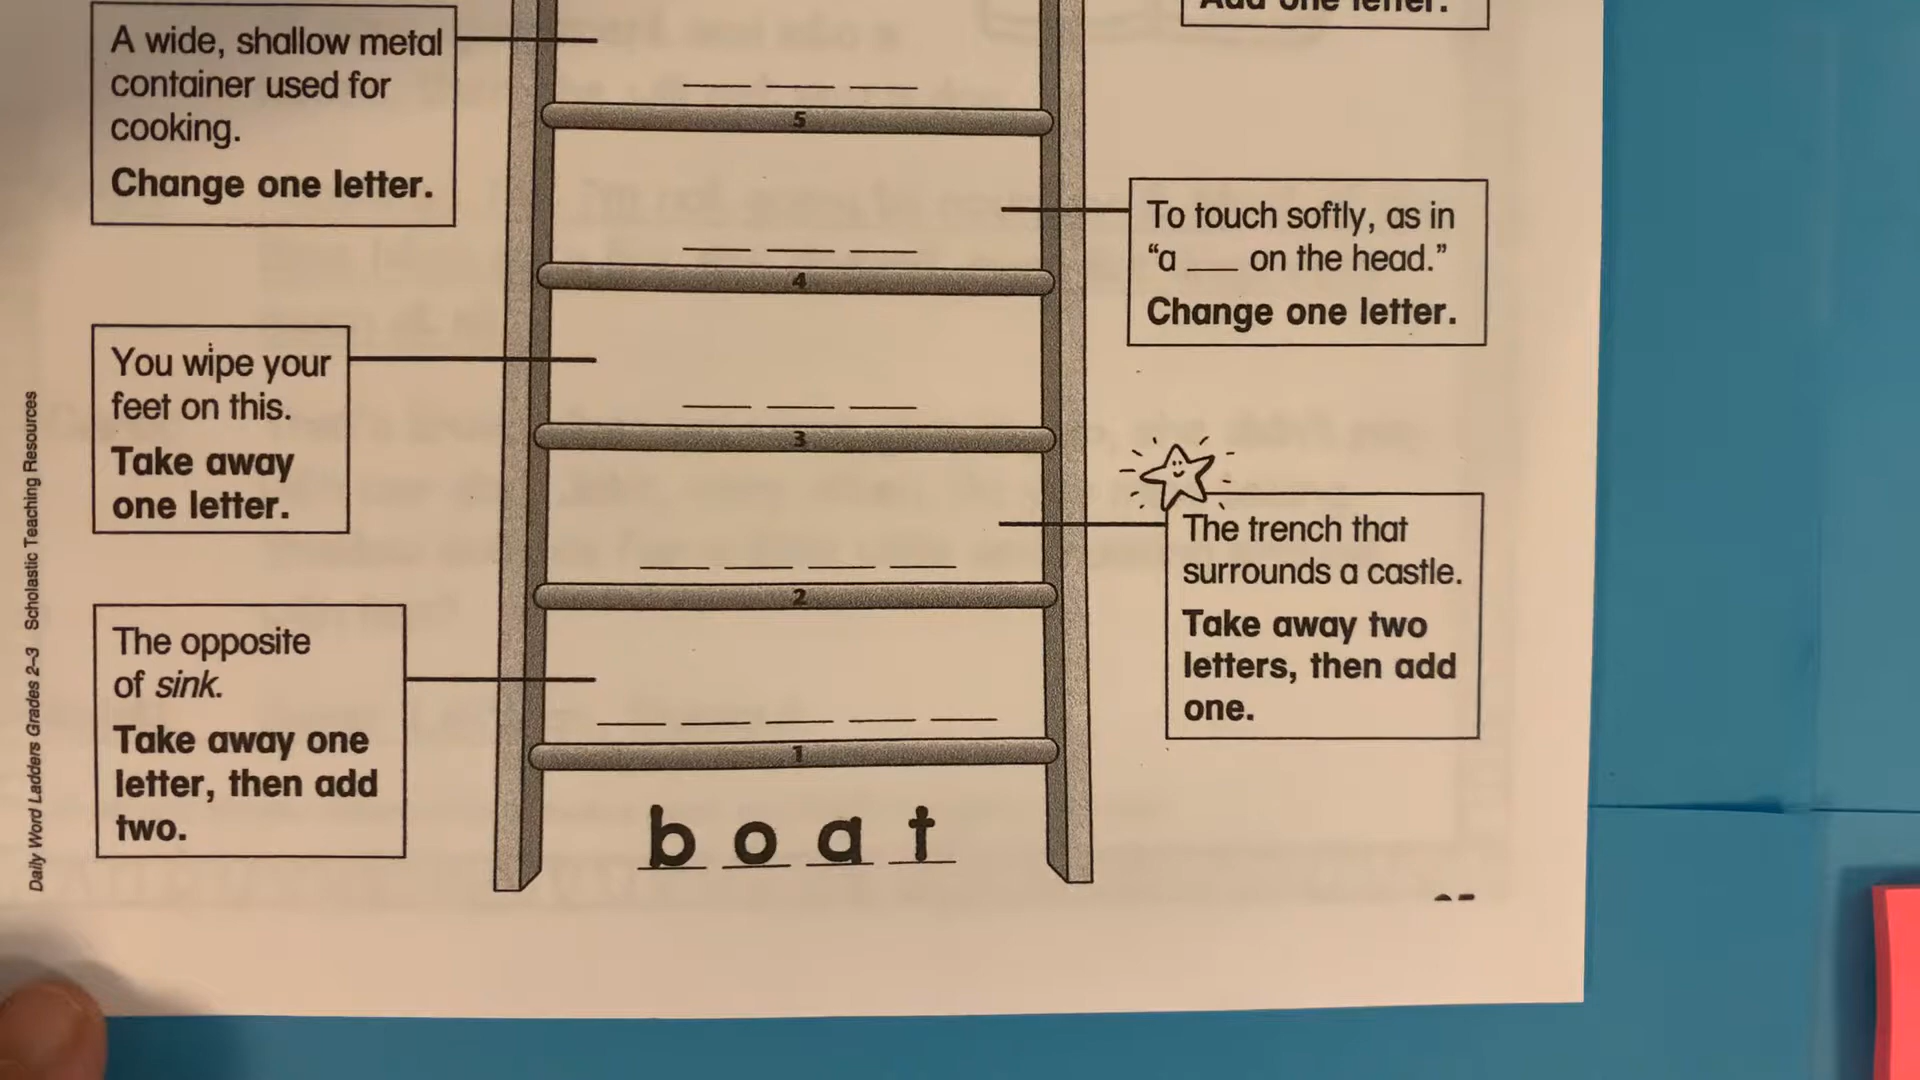 Add one letter.
A wide, shallow metal
container used for
cooking.
Change one letter.
5
To touch softly, as in
“a ___ on the head.”
Change one letter.
4
You wipe your
feet on this.
Take away
one letter.
3
The trench that
surrounds a castle.
Take away two
letters, then add
one.
2
The opposite
of sink.
Take away one
letter, then add
two.
1
boat
Daily Word Ladders Grades 2–3 Scholastic Teaching Resources